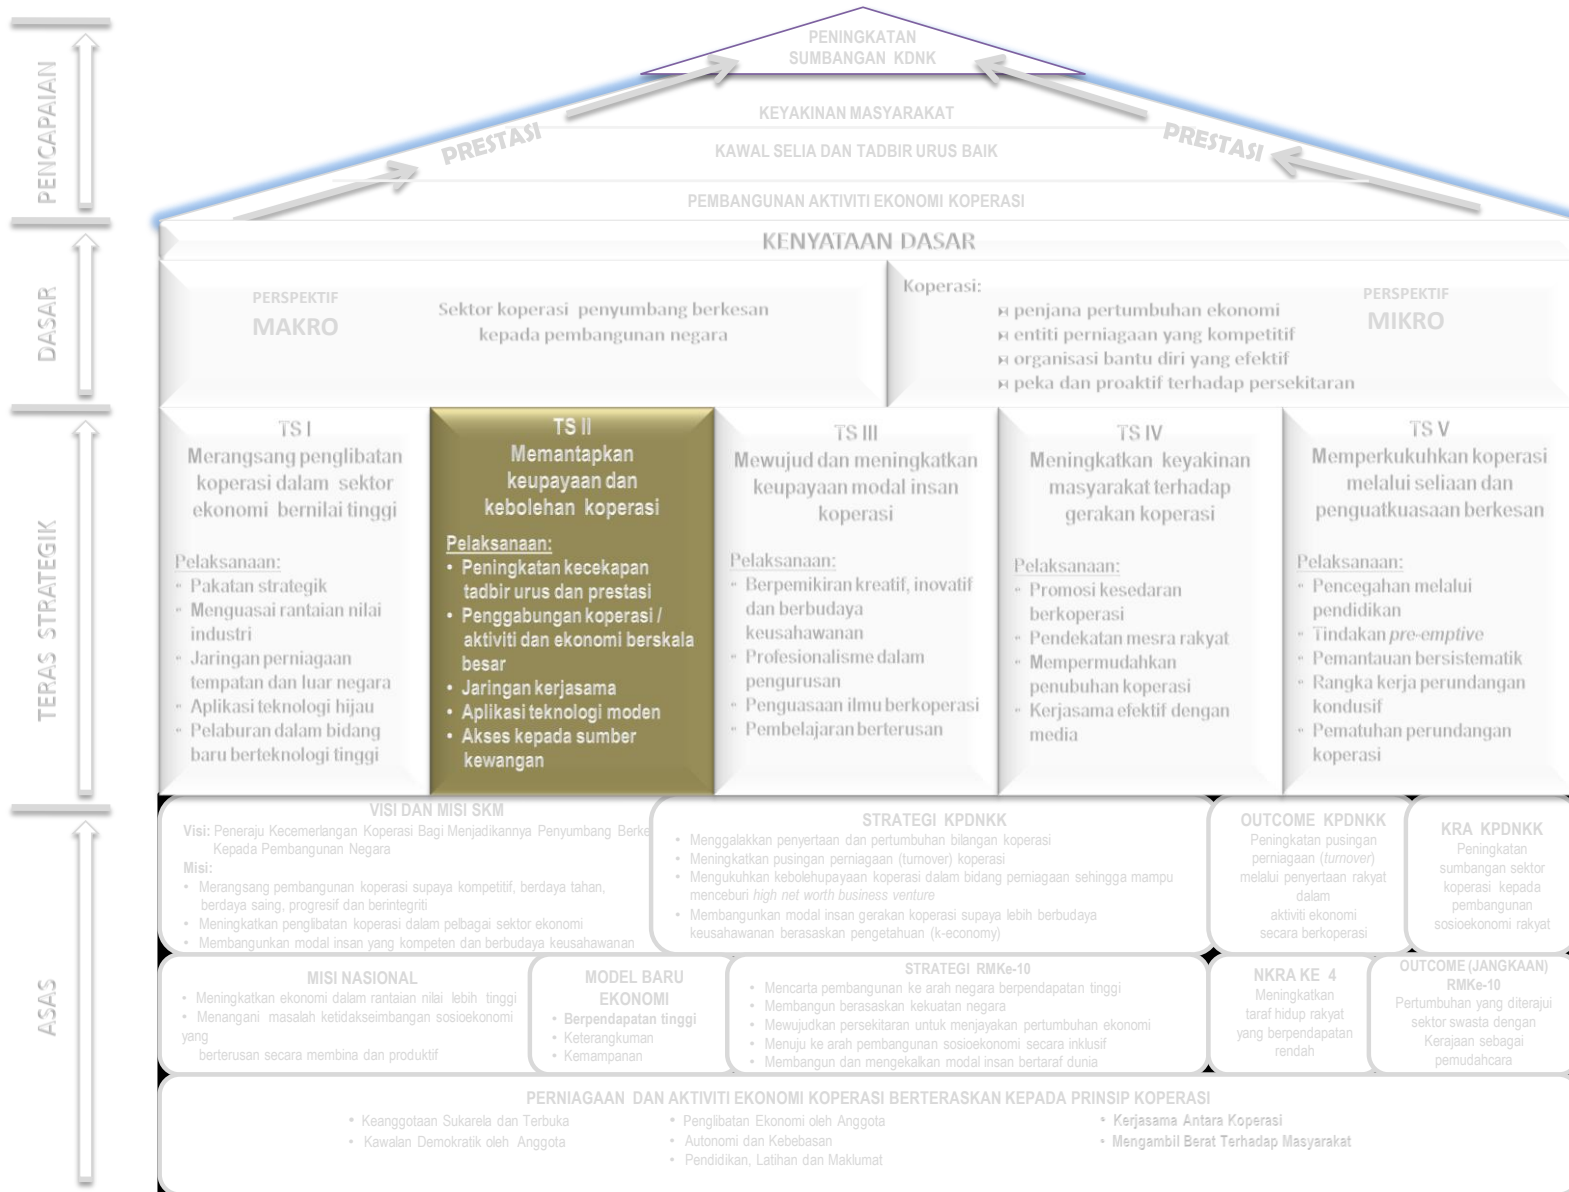 PENCAPAIAN
PENINGKATAN
SUMBANGAN KDNK
KEYAKINAN MASYARAKAT
PRESTASI
PRESTASI
KAWAL SELIA DAN TADBIR URUS BAIK
PEMBANGUNAN AKTIVITI EKONOMI KOPERASI
DASAR
KENYATAAN DASAR
PERSPEKTIF
MAKRO
Sektor koperasi penyumbang berkesan
kepada pembangunan negara
Koperasi:
penjana pertumbuhan ekonomi
entiti perniagaan yang kompetitif
organisasi bantu diri yang efektif
peka dan proaktif terhadap persekitaran
PERSPEKTIF
MIKRO
TERAS STRATEGIK
TS I
Merangsang penglibatan
koperasi dalam sektor
ekonomi bernilai tinggi
Pelaksanaan:
• Pakatan strategik
• Menguasai rantaian nilai
industri
• Jaringan perniagaan
tempatan dan luar negara
• Aplikasi teknologi hijau
• Pelaburan dalam bidang
baru berteknologi tinggi
TS II
Memantapkan
keupayaan dan
kebolehan koperasi
Pelaksanaan:
• Peningkatan kecekapan
tadbir urus dan prestasi
• Penggabungan koperasi /
aktiviti dan ekonomi berskala
besar
• Jaringan kerjasama
• Aplikasi teknologi moden
• Akses kepada sumber
kewangan
TS III
Mewujud dan meningkatkan
keupayaan modal insan
koperasi
Pelaksanaan:
• Berpemikiran kreatif, inovatif
dan berbudaya
keusahawanan
• Profesionalisme dalam
pengurusan
• Penguasaan ilmu berkoperasi
• Pembelajaran berterusan
TS IV
Meningkatkan keyakinan
masyarakat terhadap
gerakan koperasi
Pelaksanaan:
• Promosi kesedaran
berkoperasi
• Pendekatan mesra rakyat
• Mempermudahkan
penubuhan koperasi
• Kerjasama efektif dengan
media
TS V
Memperkukuhkan koperasi
melalui seliaan dan
penguatkuasaan berkesan
Pelaksanaan:
• Pencegahan melalui
pendidikan
• Tindakan pre-emptive
• Pemantauan bersistematik
• Rangka kerja perundangan
kondusif
• Pematuhan perundangan
koperasi
ASAS
VISI DAN MISI SKM
Visi: Peneraju Kecemerlangan Koperasi Bagi Menjadikannya Penyumbang Berke
Kepada Pembangunan Negara
Misi:
• Merangsang pembangunan koperasi supaya kompetitif, berdaya tahan,
berdaya saing, progresif dan berintegriti
• Meningkatkan penglibatan koperasi dalam pelbagai sektor ekonomi
• Membangunkan modal insan yang kompeten dan berbudaya keusahawanan
STRATEGI KPDNKK
• Menggalakkan penyertaan dan pertumbuhan bilangan koperasi
• Meningkatkan pusingan perniagaan (turnover) koperasi
• Mengukuhkan kebolehupayaan koperasi dalam bidang perniagaan sehingga mampu
menceburi high net worth business venture
• Membangunkan modal insan gerakan koperasi supaya lebih berbudaya
keusahawanan berasaskan pengetahuan (k-economy)
OUTCOME KPDNKK
Peningkatan pusingan
perniagaan (turnover)
melalui penyertaan rakyat
dalam
aktiviti ekonomi
secara berkoperasi
KRA KPDNKK
Peningkatan
sumbangan sektor
koperasi kepada
pembangunan
sosioekonomi rakyat
MISI NASIONAL
• Meningkatkan ekonomi dalam rantaian nilai lebih tinggi
• Menangani masalah ketidakseimbangan sosioekonomi
yang
berterusan secara membina dan produktif
MODEL BARU
EKONOMI
• Berpendapatan tinggi
• Keterangkuman
• Kemampanan
STRATEGI RMKe-10
• Mencarta pembangunan ke arah negara berpendapatan tinggi
• Membangun berasaskan kekuatan negara
• Mewujudkan persekitaran untuk menjayakan pertumbuhan ekonomi
• Menuju ke arah pembangunan sosioekonomi secara inklusif
• Membangun dan mengekalkan modal insan bertaraf dunia
NKRA KE 4
Meningkatkan
taraf hidup rakyat
yang berpendapatan
rendah
OUTCOME (JANGKAAN)
RMKe-10
Pertumbuhan yang diterajui
sektor swasta dengan
Kerajaan sebagai
pemudahcara
PERNIAGAAN DAN AKTIVITI EKONOMI KOPERASI BERTERASKAN KEPADA PRINSIP KOPERASI
• Keanggotaan Sukarela dan Terbuka
• Kawalan Demokratik oleh Anggota
• Penglibatan Ekonomi oleh Anggota
• Autonomi dan Kebebasan
• Pendidikan, Latihan dan Maklumat
• Kerjasama Antara Koperasi
• Mengambil Berat Terhadap Masyarakat